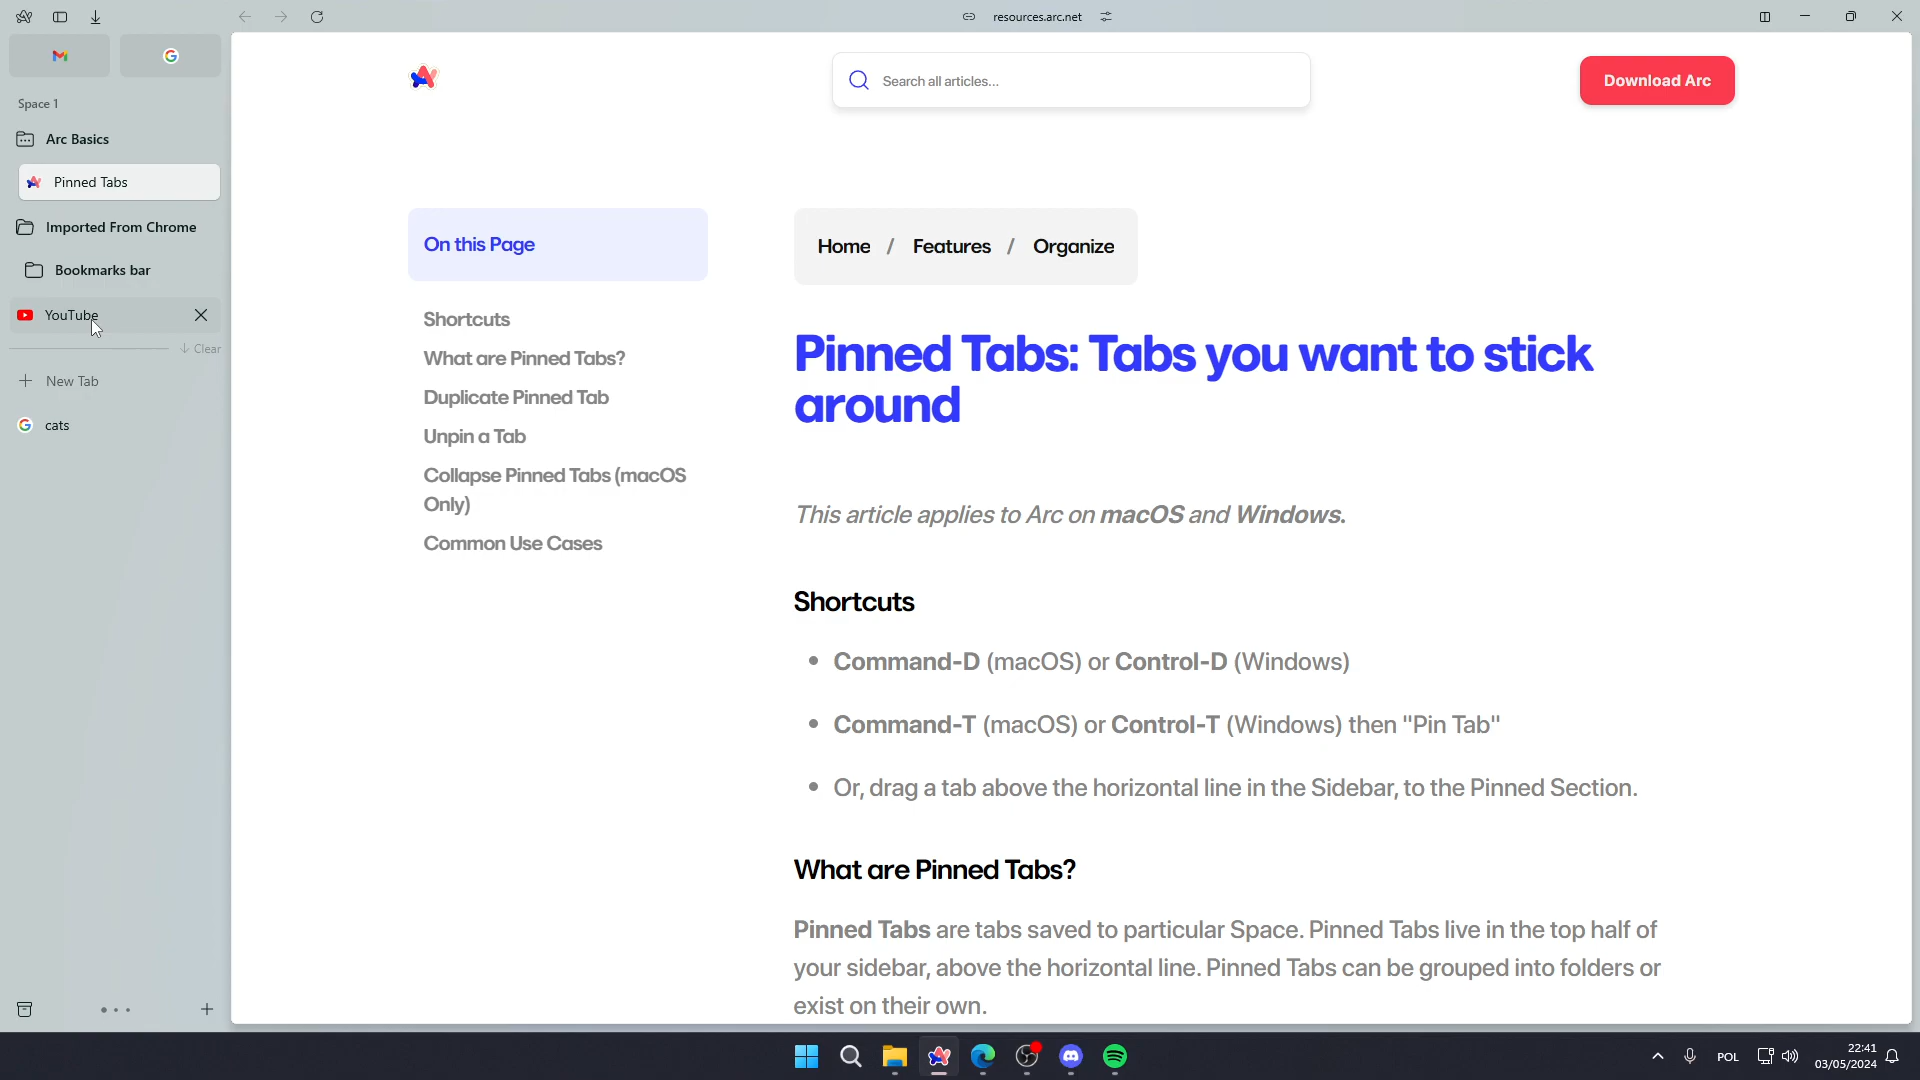 resources.arc.net
Space 1
Arc Basics
Pinned Tabs
Imported From Chrome
Bookmarks bar
YouTube
Clear
New Tab
cats
Search all articles...
Download Arc
On this Page
Shortcuts
What are Pinned Tabs?
Duplicate Pinned Tab
Unpin a Tab
Collapse Pinned Tabs (macOS
Only)
Common Use Cases
Home / Features / Organize
Pinned Tabs: Tabs you want to stick
around
This article applies to Arc on macOS and Windows.
Shortcuts
• Command-D (macOS) or Control-D (Windows)
• Command-T (macOS) or Control-T (Windows) then "Pin Tab"
• Or, drag a tab above the horizontal line in the Sidebar, to the Pinned Section.
What are Pinned Tabs?
Pinned Tabs are tabs saved to particular Space. Pinned Tabs live in the top half of
your sidebar, above the horizontal line. Pinned Tabs can be grouped into folders or
exist on their own.
POL
22:41
03/05/2024